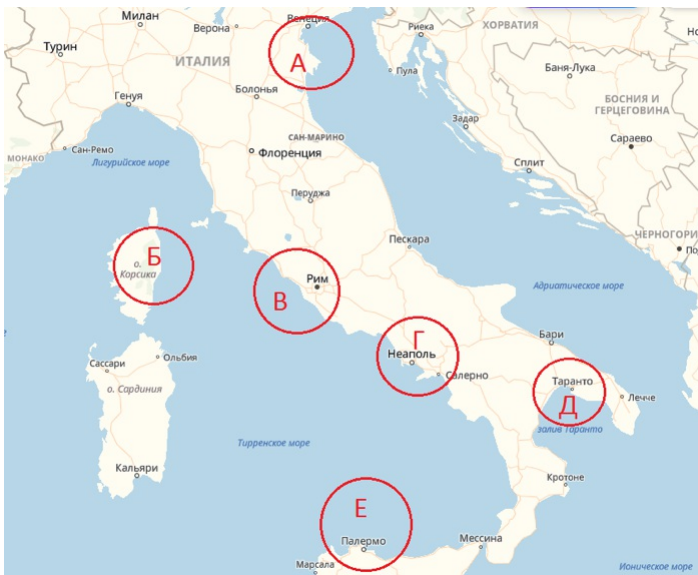 Милан
Верона
Венеция
Риека
ХОРВАТИЯ
Но
Турин
ИТАЛИЯ
А
Пула
Баня-Лука
Болонья
Генуя
БОСНИЯ И
ГЕРЦЕГОВИНА
Задар
САН-МАРИНО
Сараево
МОНАКО
Сан-Ремо
Лигурийское море
Флоренция
Сплит
Перуджа
ЧЕРНОГОРИ
По
Пескара
Б
о.
Корсика
Рим
В
Адриатическое море
Г
Неаполь
Салерно
Бари
Сассари
Ольбия
Таранто
Лечче
о. Сардиния
Д
залив Таранто
Тирренское море
Кальяри
Кротоне
Е
Палермо
Мессина
Марсала
Ионическое море